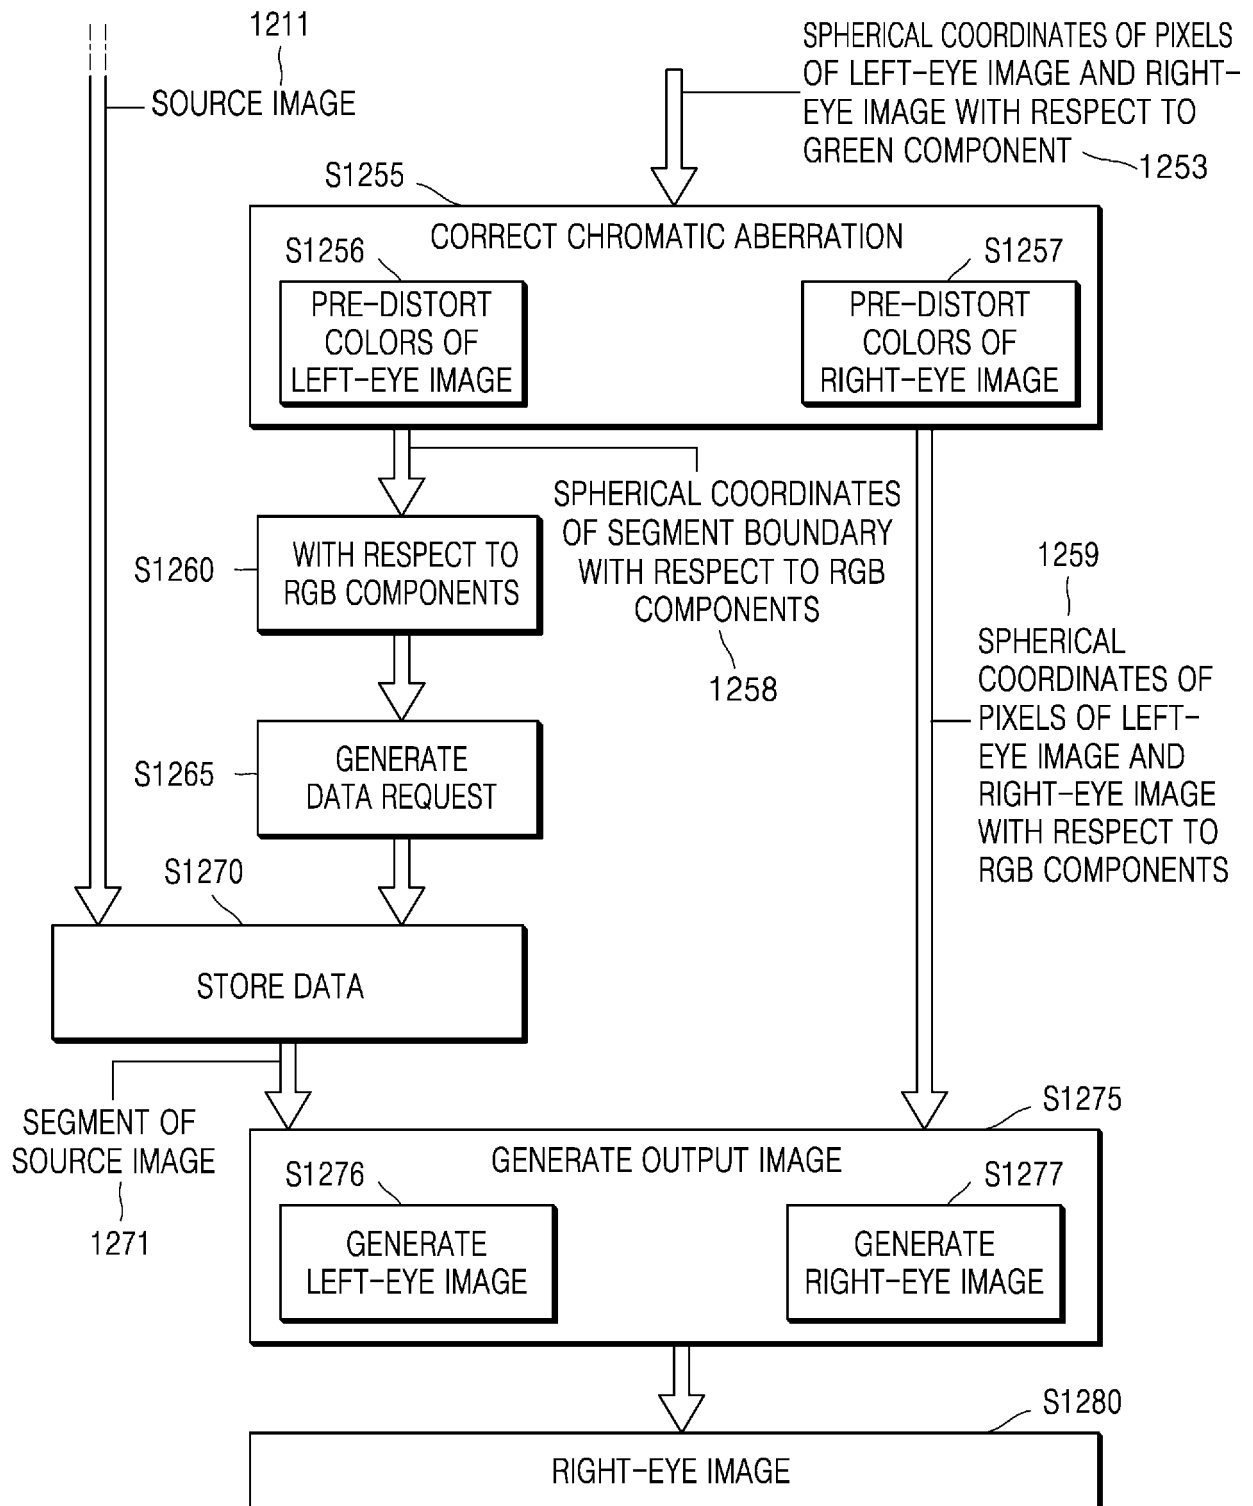 1211
SOURCE IMAGE
SPHERICAL COORDINATES OF PIXELS
OF LEFT-EYE IMAGE AND RIGHT-
EYE IMAGE WITH RESPECT TO
GREEN COMPONENT
1253
S1255
CORRECT CHROMATIC ABERRATION
S1256
PRE-DISTORT
COLORS OF
LEFT-EYE IMAGE
S1257
PRE-DISTORT
COLORS OF
RIGHT-EYE IMAGE
SPHERICAL COORDINATES
OF SEGMENT BOUNDARY
WITH RESPECT TO RGB
COMPONENTS
1258
S1260
WITH RESPECT TO
RGB COMPONENTS
1259
SPHERICAL
COORDINATES OF
PIXELS OF LEFT-
EYE IMAGE AND
RIGHT-EYE IMAGE
WITH RESPECT TO
RGB COMPONENTS
S1265
GENERATE
DATA REQUEST
S1270
STORE DATA
SEGMENT OF
SOURCE IMAGE
1271
S1275
GENERATE OUTPUT IMAGE
S1276
GENERATE
LEFT-EYE IMAGE
S1277
GENERATE
RIGHT-EYE IMAGE
S1280
RIGHT-EYE IMAGE